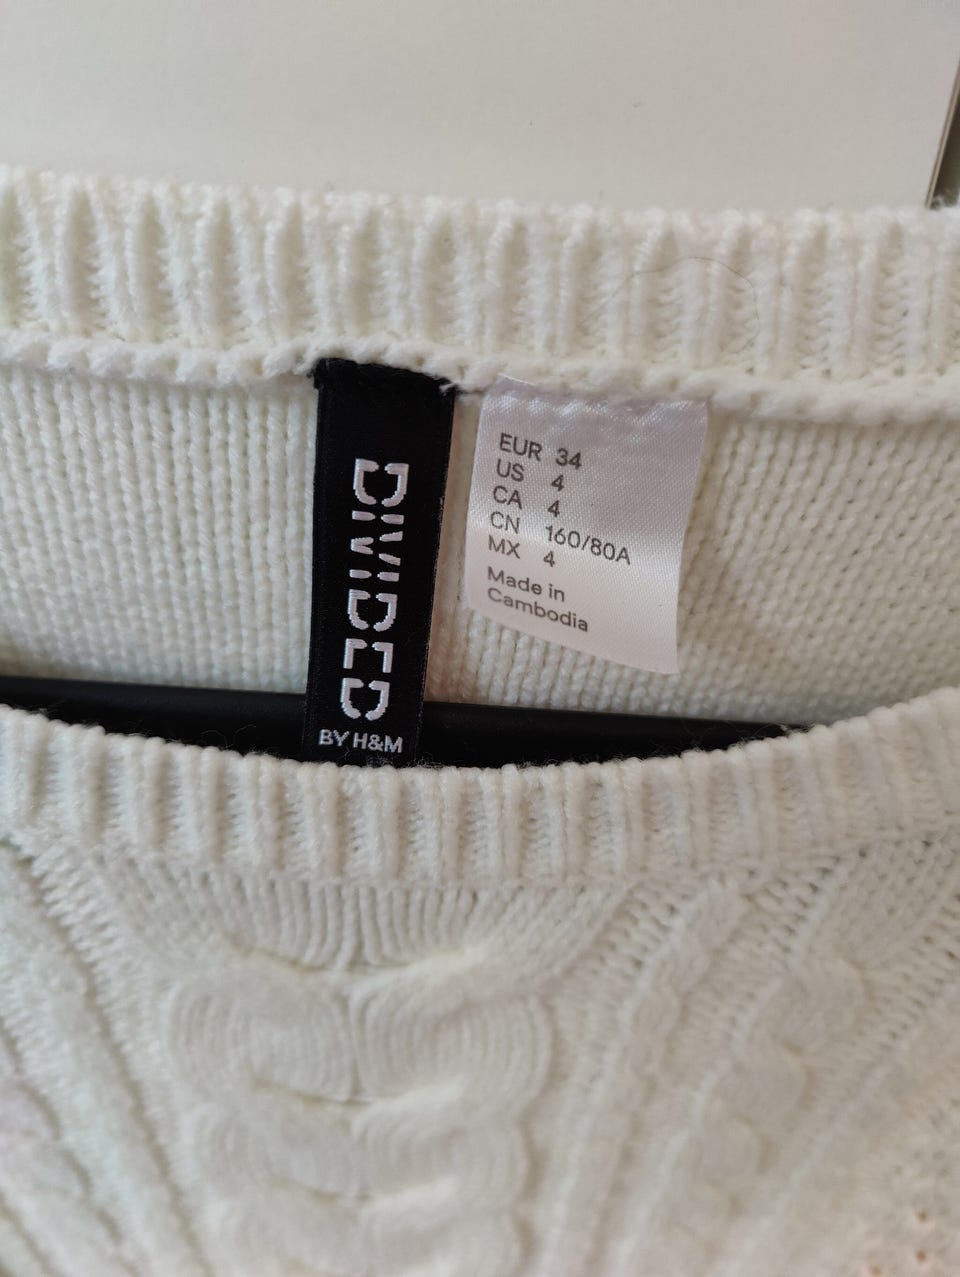 DIVIDED
BY H&M
EUR 34
US 4
CA 4
CN 160/80A
MX 4
Made in
Cambodia